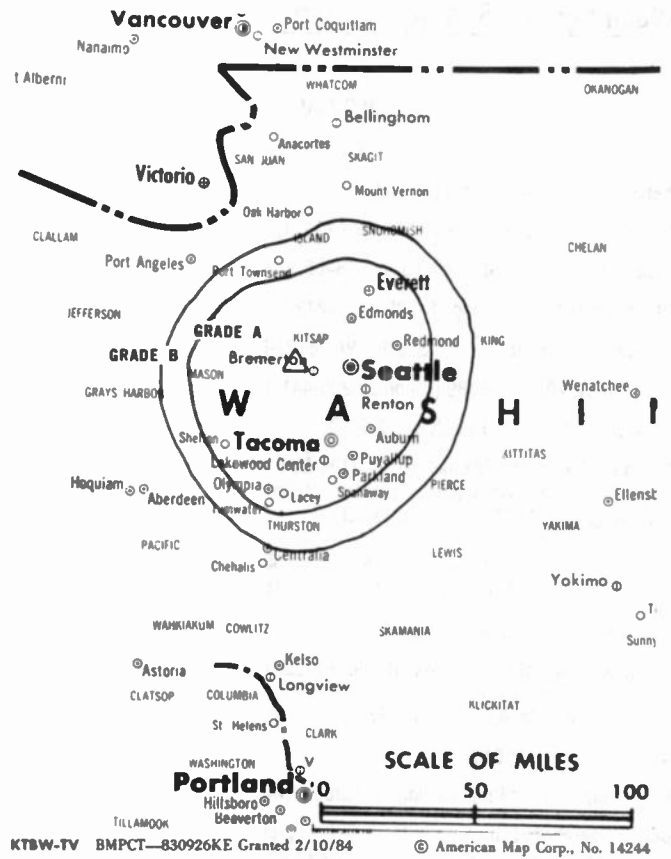 Vancouver
Port Coquitlam
Nanaimo
New Westminster
t Alberni
WHATCOM
OKANOGAN
Bellingham
Anacortes
SAN JUAN
SKAGIT
Victorio
Mount Vernon
Oak Harbor
SNOHOMISH
CLALLAM
ISLAND
CHELAN
Port Angeles
Port Townsend
Everett
JEFFERSON
Edmonds
GRADE A
KITSAP
Redmond
KING
GRADE B
Bremerton
Seattle
MASON
Wenatchee
GRAYS HARBOR
Renton
W A S H I
Auburn
Shelton
Tacoma
KITTITAS
Lakewood Center
Puyallup
Parkland
Hoquiam
Aberdeen
Olympia
Lacey
Spanaway
PIERCE
Ellensb
Tumwater
THURSTON
YAKIMA
PACIFIC
Centralia
LEWIS
Chehalis
Yokimo
T
WAHKIAKUM
COWLITZ
SKAMANIA
Sunny
Astoria
Kelso
Longview
CLATSOP
COLUMBIA
KLICKITAT
St Helens
CLARK
WASHINGTON
V
SCALE OF MILES
Portland
0 50 100
Hillsboro
Beaverton
TILLAMOOK
KTBW-TV BMPCT—830926KE Granted 2/10/84 © American Map Corp., No. 14244